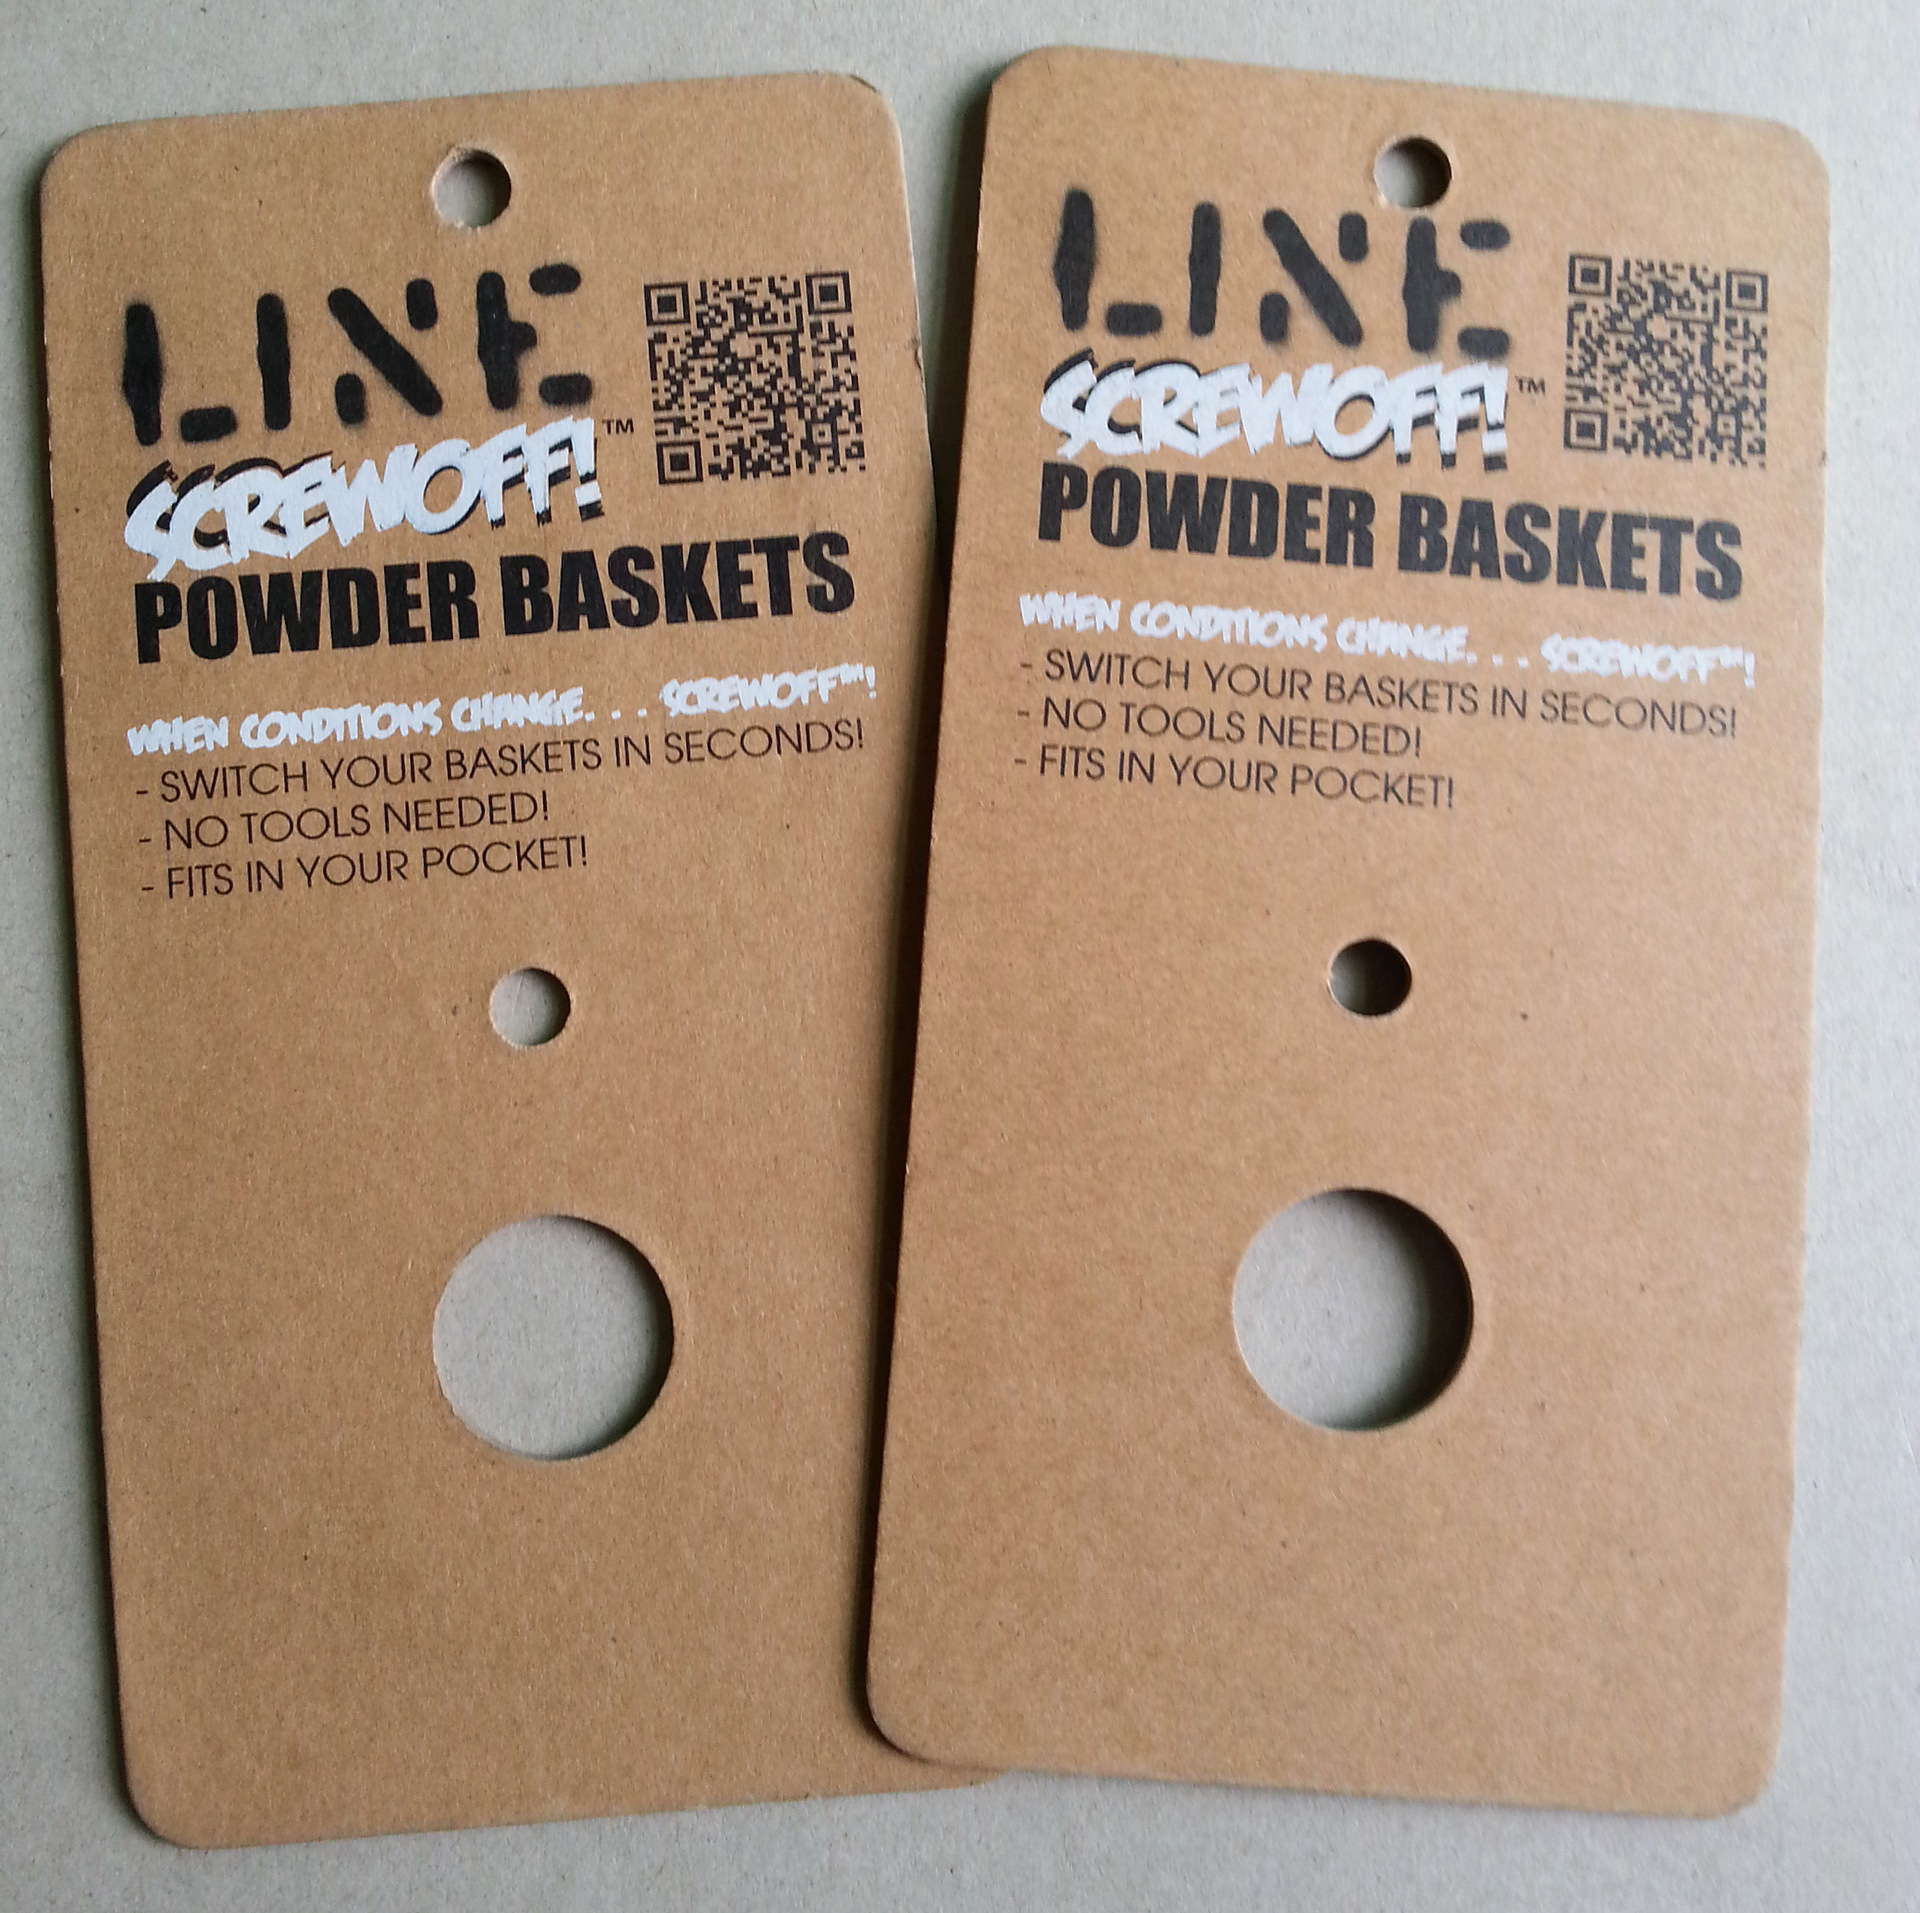 LINE
SCREWOFF!™
POWDER BASKETS
WHEN CONDITIONS CHANGE. . . SCREWOFF™!
- SWITCH YOUR BASKETS IN SECONDS!
- NO TOOLS NEEDED!
- FITS IN YOUR POCKET!
LINE
SCREWOFF!™
POWDER BASKETS
WHEN CONDITIONS CHANGE. . . SCREWOFF™!
- SWITCH YOUR BASKETS IN SECONDS!
- NO TOOLS NEEDED!
- FITS IN YOUR POCKET!